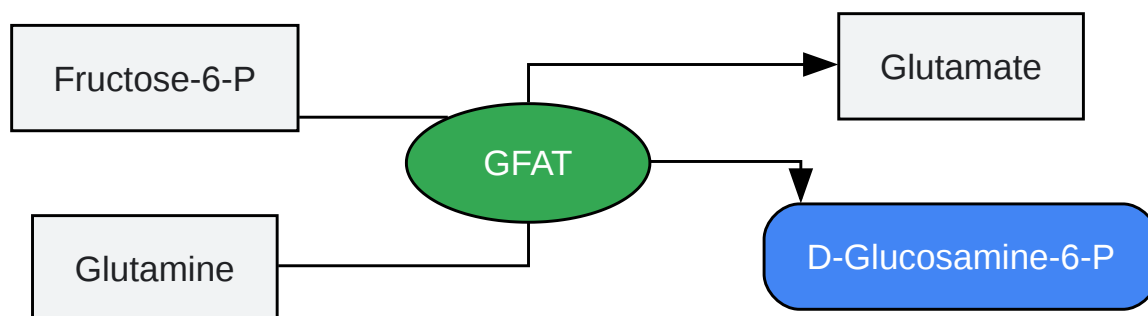 Fructose-6-P
Glutamate
GFAT
Glutamine
D-Glucosamine-6-P